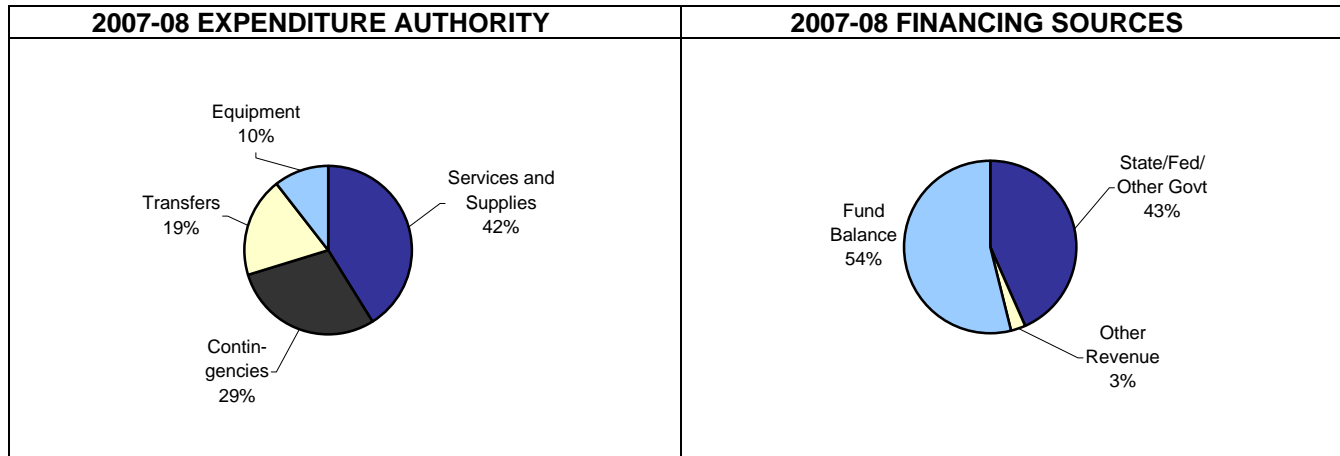 2007-08 EXPENDITURE AUTHORITY
Equipment
10%
Services and
Supplies
42%
Transfers
19%
Contin-
gencies
29%
2007-08 FINANCING SOURCES
State/Fed/
Other Govt
43%
Fund
Balance
54%
Other
Revenue
3%